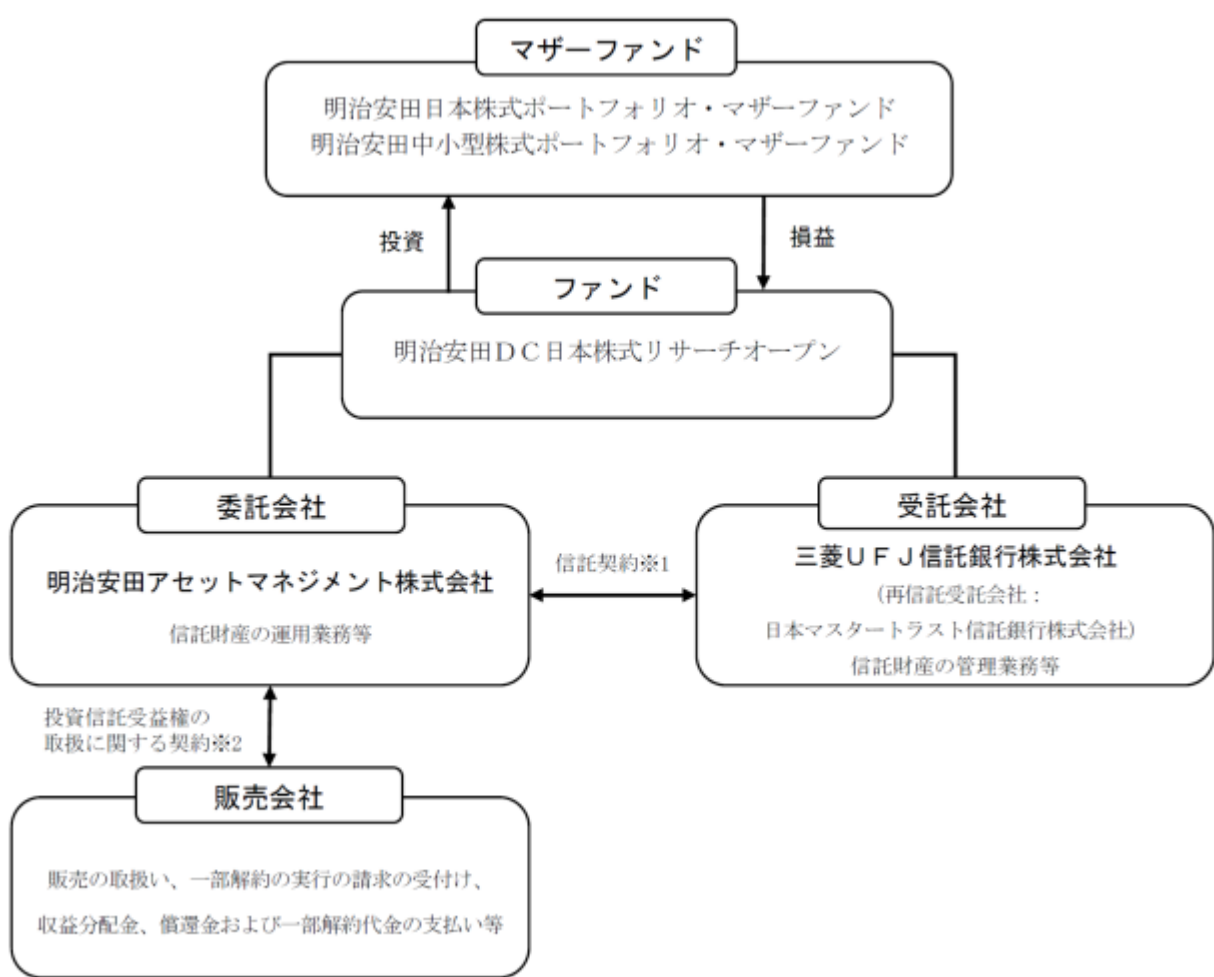 マザーファンド
明治安田日本株式ポートフォリオ・マザーファンド
明治安田中小型株式ポートフォリオ・マザーファンド
投資
損益
ファンド
明治安田DC日本株式リサーチオープン
委託会社
明治安田アセットマネジメント株式会社
信託財産の運用業務等
信託契約※1
受託会社
三菱UFJ信託銀行株式会社
(再信託受託会社:
日本マスタートラスト信託銀行株式会社)
信託財産の管理業務等
投資信託受益権の
取扱に関する契約※2
販売会社
販売の取扱い、一部解約の実行の請求の受付け、
収益分配金、償還金および一部解約代金の支払い等